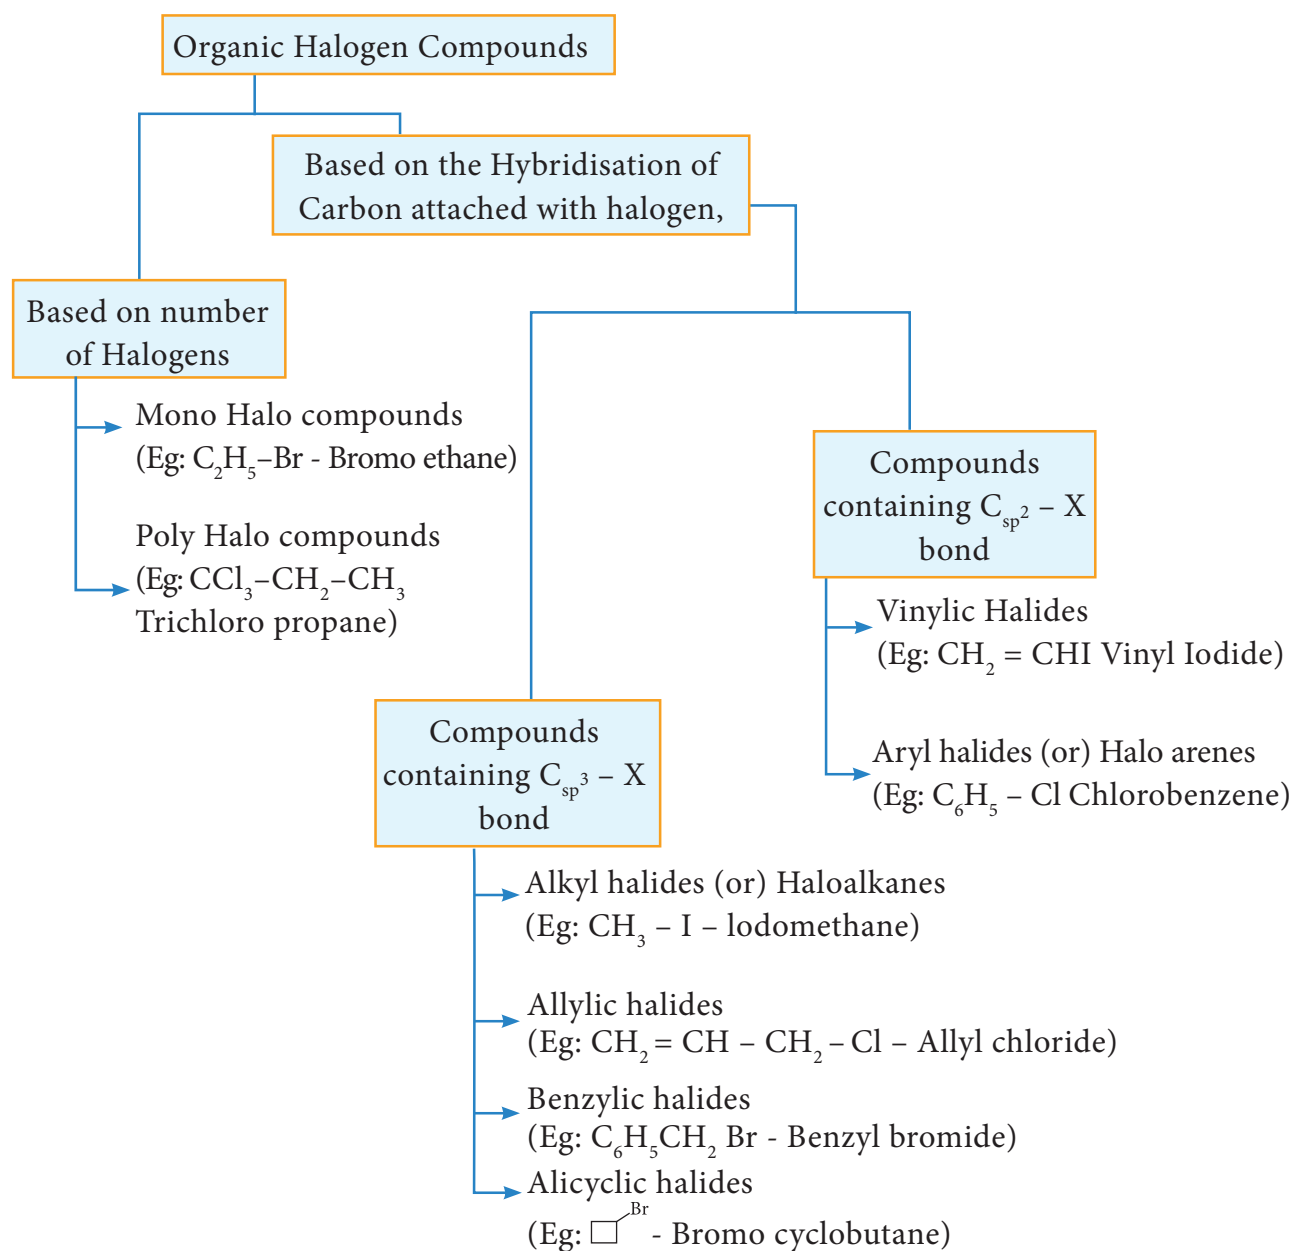 Organic Halogen Compounds
Based on the Hybridisation of
Carbon attached with halogen,
Based on number
of Halogens
Mono Halo compounds
(Eg: C₂H₅–Br - Bromo ethane)
Poly Halo compounds
(Eg: CCl₃–CH₂–CH₃
Trichloro propane)
Compounds
containing C_sp² – X
bond
Vinylic Halides
(Eg: CH₂ = CHI Vinyl Iodide)
Aryl halides (or) Halo arenes
(Eg: C₆H₅ – Cl Chlorobenzene)
Compounds
containing C_sp³ – X
bond
Alkyl halides (or) Haloalkanes
(Eg: CH₃ – I – lodomethane)
Allylic halides
(Eg: CH₂ = CH – CH₂ – Cl – Allyl chloride)
Benzylic halides
(Eg: C₆H₅CH₂ Br - Benzyl bromide)
Alicyclic halides
(Eg: Br - Bromo cyclobutane)